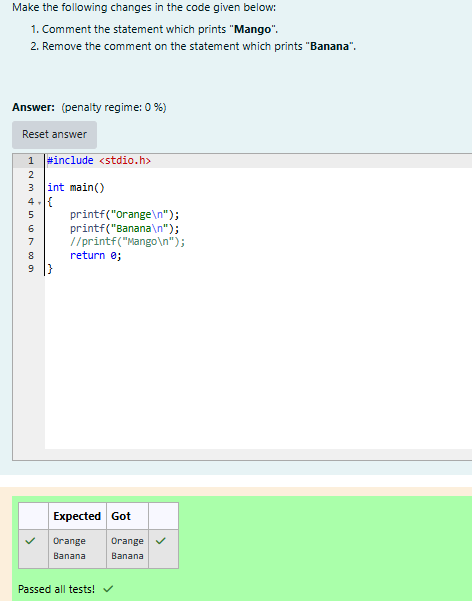 Make the following changes in the code given below:
1. Comment the statement which prints "Mango".
2. Remove the comment on the statement which prints "Banana".
Answer: (penalty regime: 0 %)
Reset answer
1 #include <stdio.h>
2
3 int main()
4 {
5 printf("Orange\n");
6 printf("Banana\n");
7 //printf("Mango\n");
8 return 0;
9 }
Expected Got
Orange Orange
Banana Banana
Passed all tests!